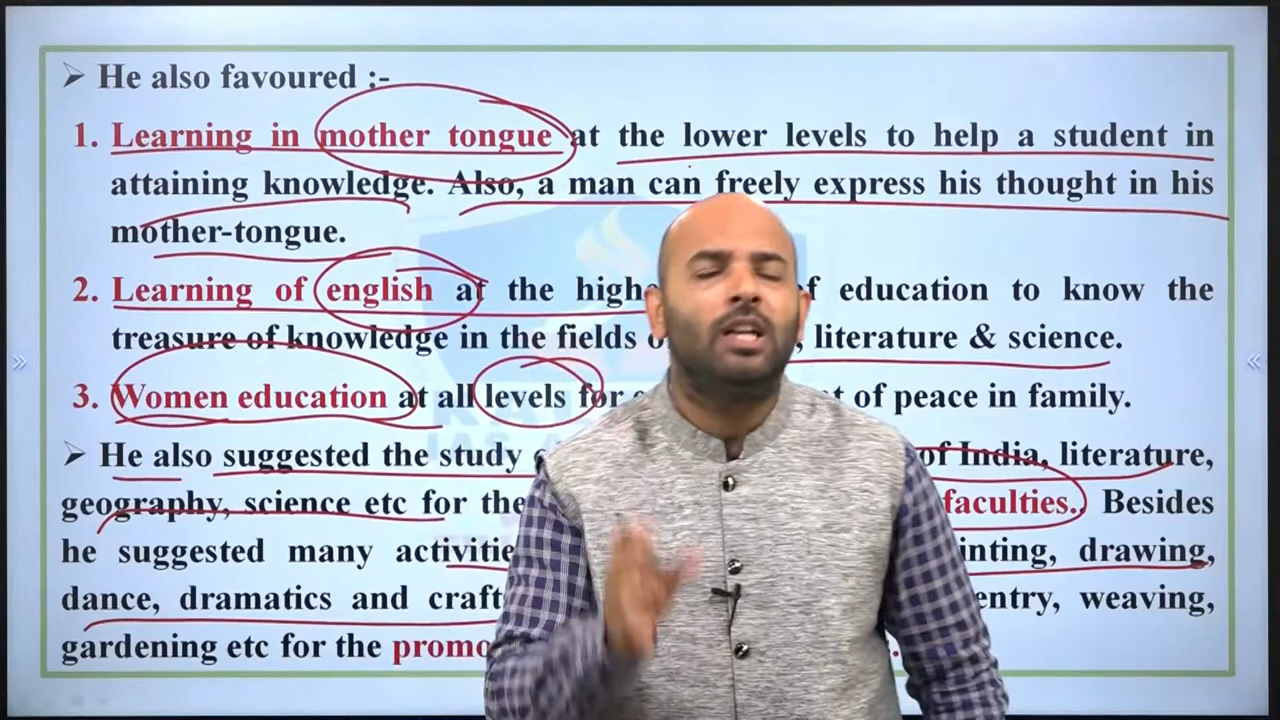 ➢ He also favoured :-
1. Learning in mother tongue at the lower levels to help a student in
attaining knowledge. Also, a man can freely express his thought in his
mother-tongue.
2. Learning of english at the highe f education to know the
treasure of knowledge in the fields o , literature & science.
3. Women education at all levels for t of peace in family.
➢ He also suggested the study of India, literature,
geography, science etc for the faculties.. Besides
he suggested many activitie inting, drawing,
dance, dramatics and craft entry, weaving,
gardening etc for the promo